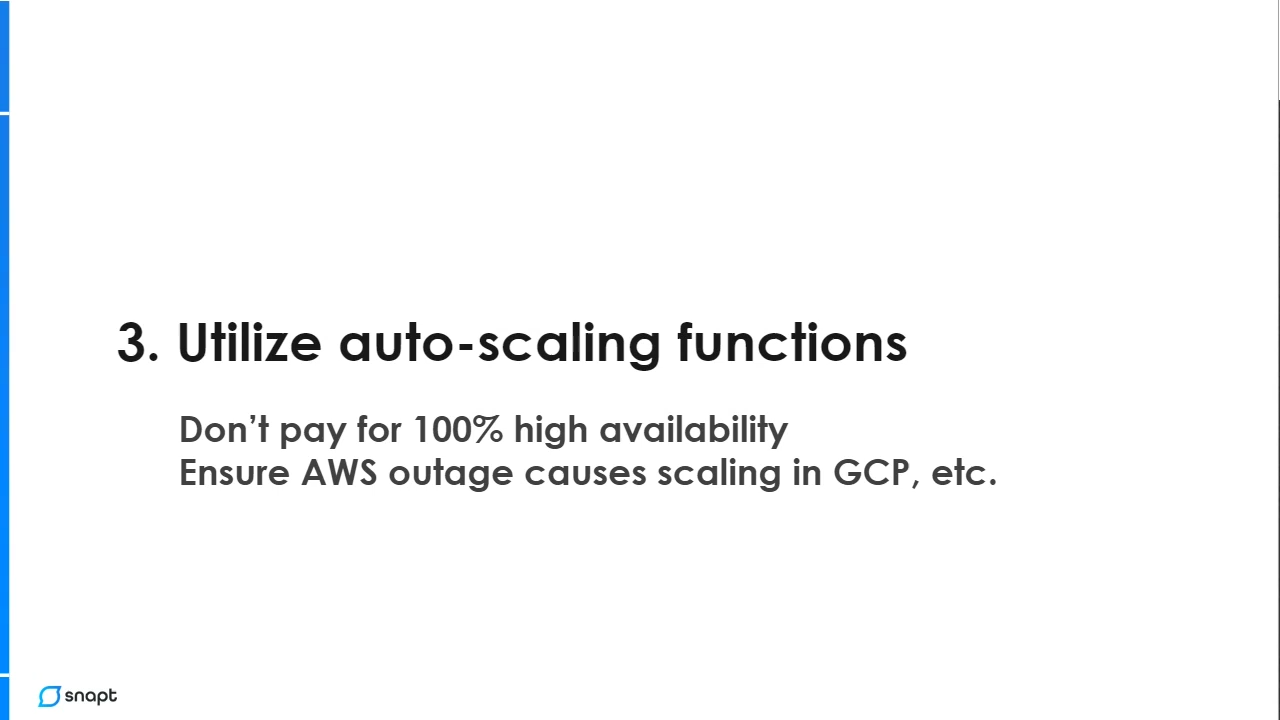 3. Utilize auto-scaling functions
Don’t pay for 100% high availability
Ensure AWS outage causes scaling in GCP, etc.
snapt